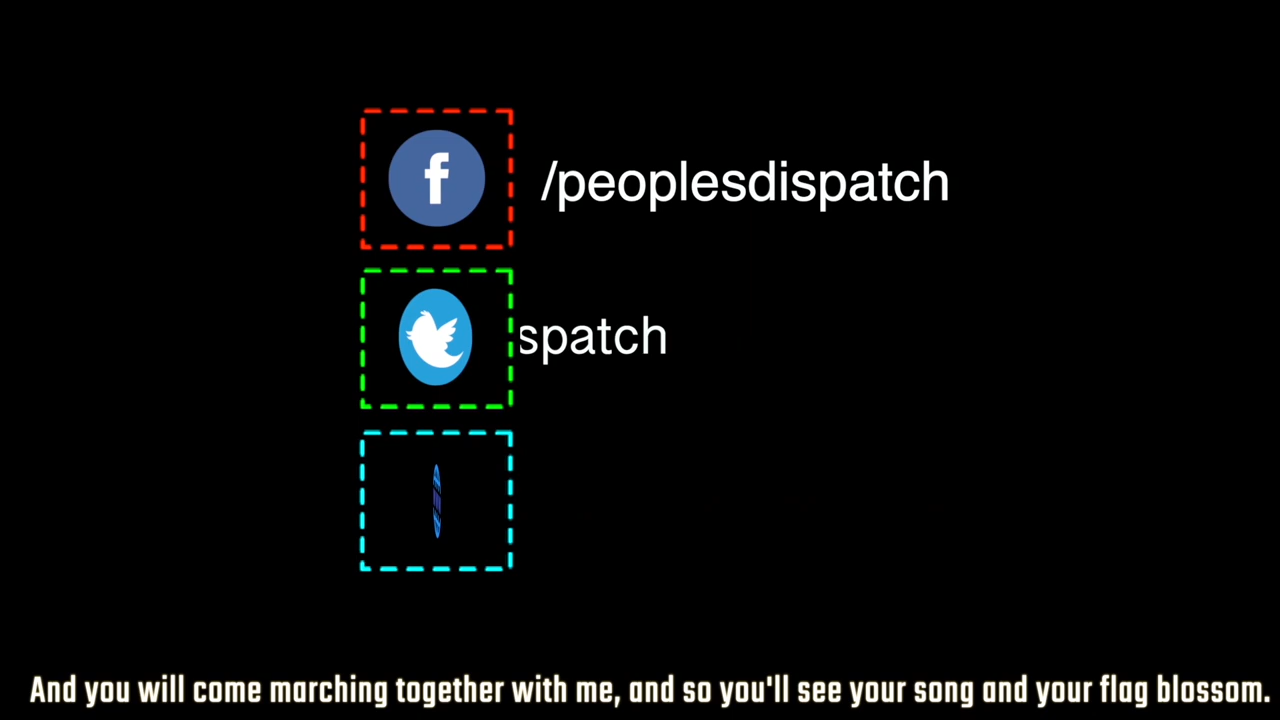 f /peoplesdispatch
spatch
And you will come marching together with me, and so you'll see your song and your flag blossom.